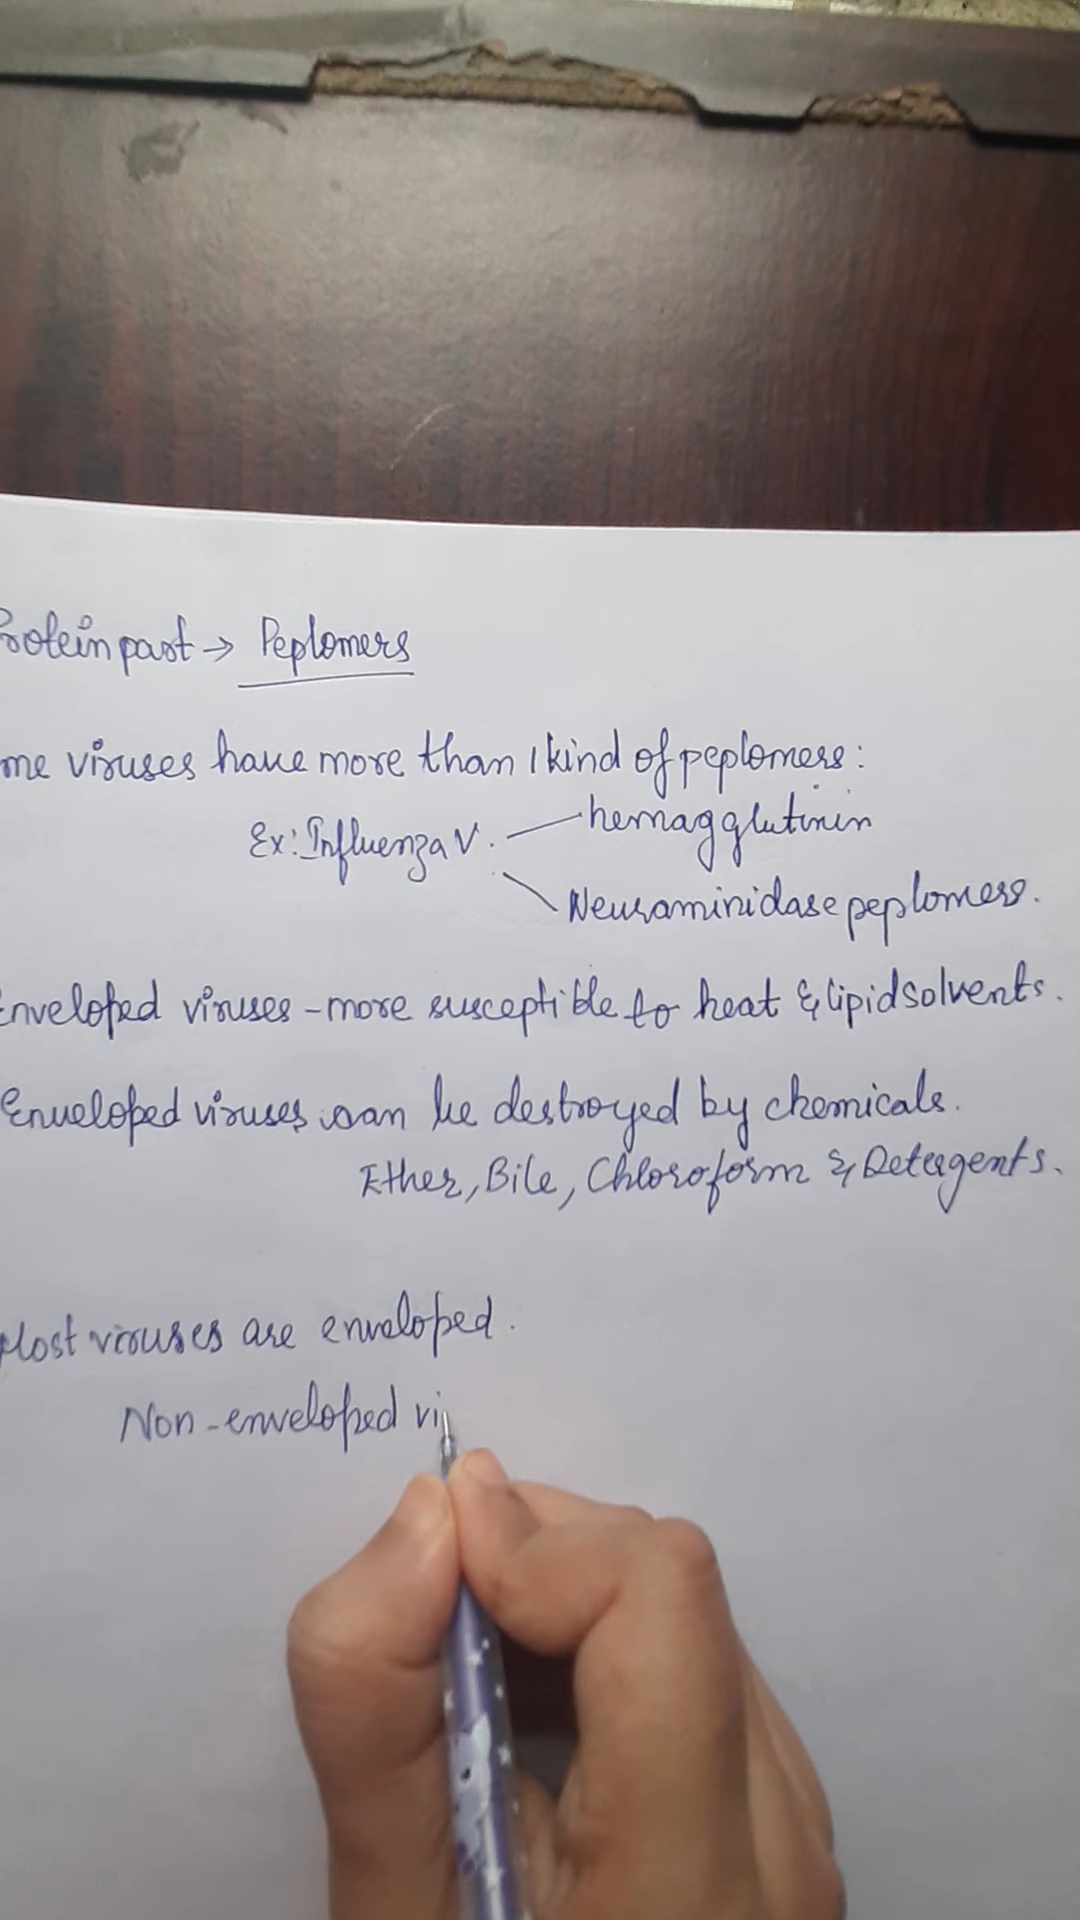 Protein part → Peplomers
me viruses have more than 1 kind of peplomers:
Ex: Influenza V. hemagglutinin
Neuraminidase peplomers.
Enveloped viruses - more susceptible to heat & lipid solvents.
Enveloped viruses can be destroyed by chemicals.
Ether, Bile, Chloroform & Detergents.
Most viruses are enveloped.
Non-enveloped vi